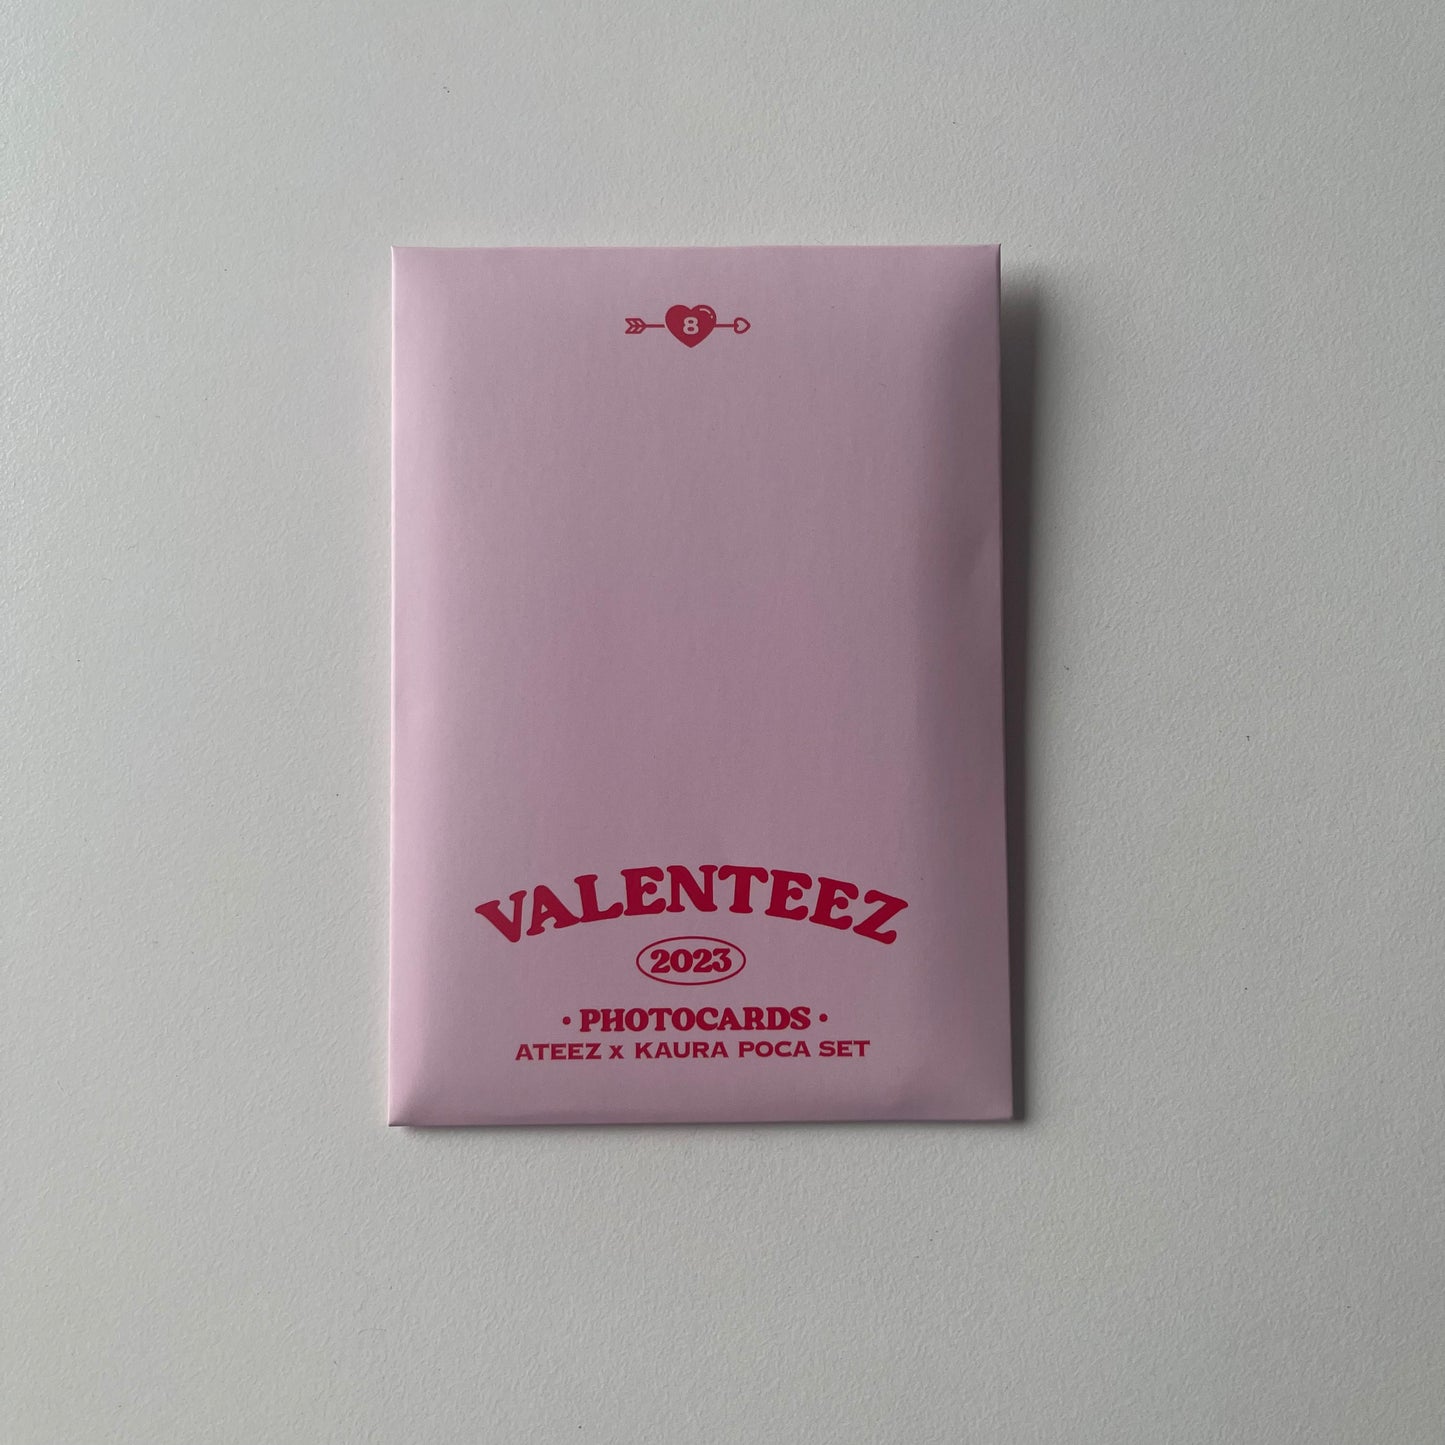 8
VALENTEEZ
2023
• PHOTOCARDS •
ATEEZ x KAURA POCA SET